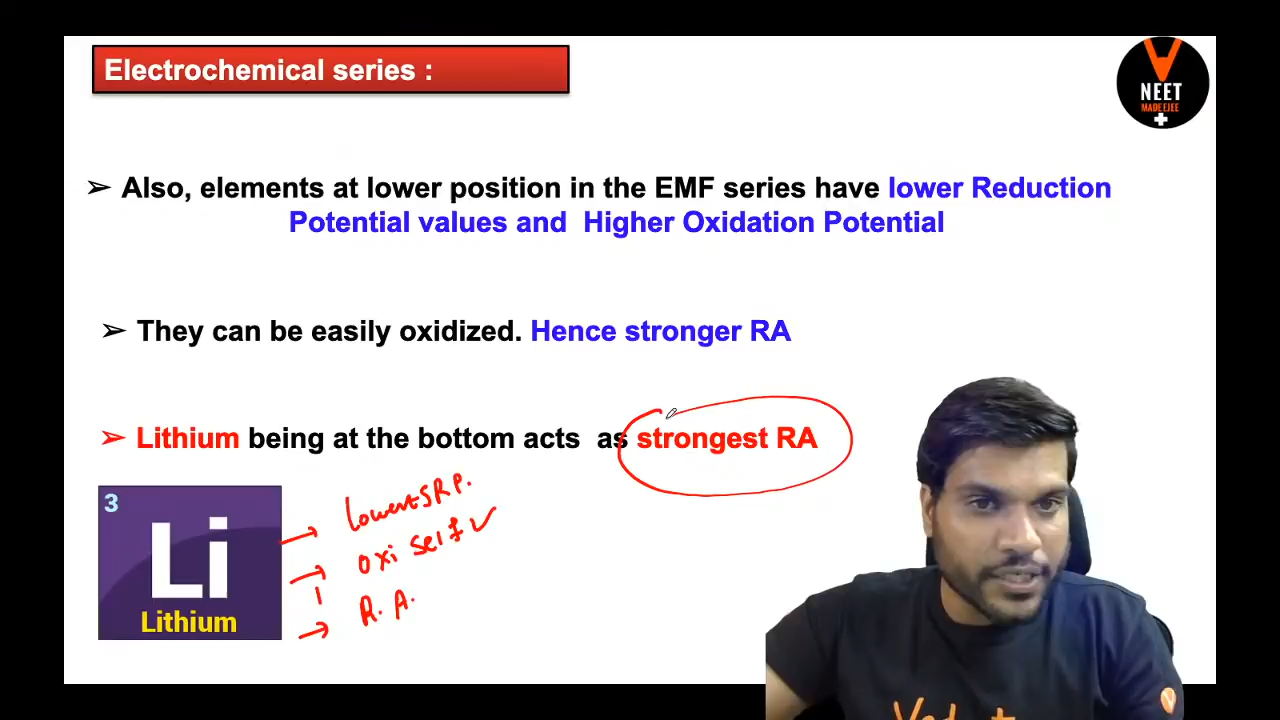 Electrochemical series :
NEET
MADE EJEE
➢ Also, elements at lower position in the EMF series have lower Reduction
Potential values and Higher Oxidation Potential
➢ They can be easily oxidized. Hence stronger RA
➢ Lithium being at the bottom acts as strongest RA
3
Li
Lithium
→ lowest SRP.
→ oxi self ✓
→ R.A.